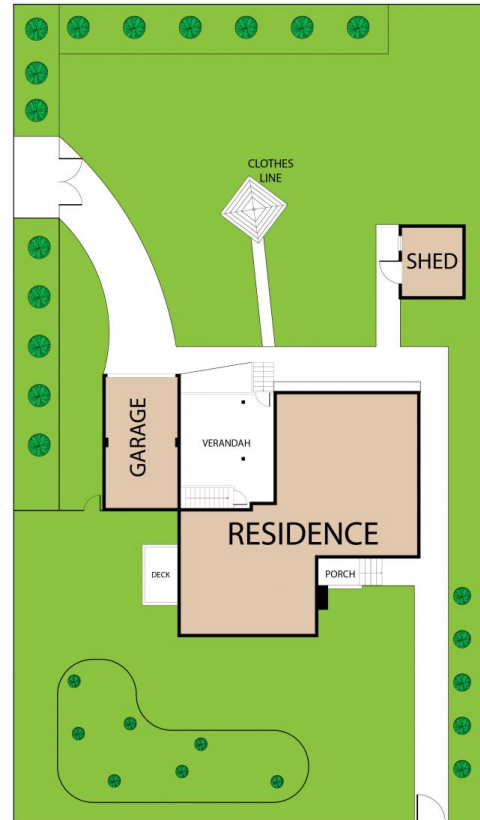 CLOTHES
LINE
SHED
GARAGE
VERANDAH
RESIDENCE
DECK
PORCH